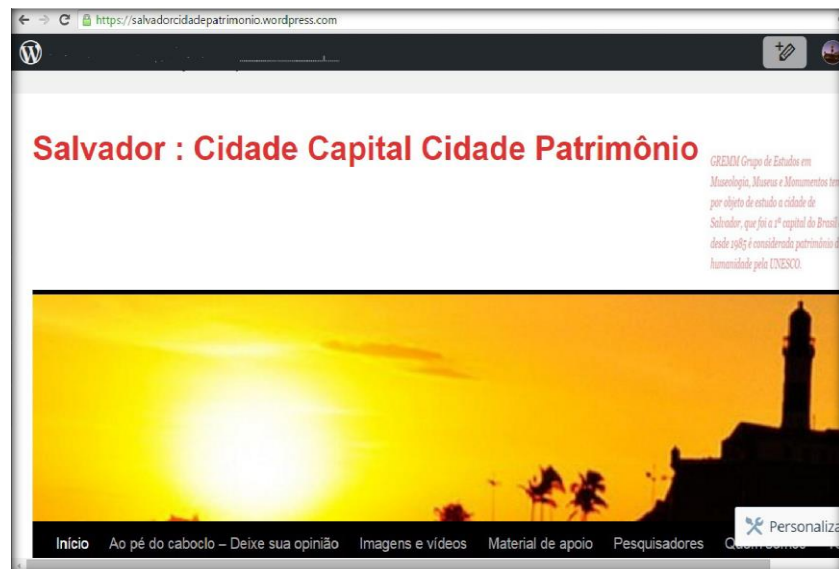 https://salvadorcidadepatrimonio.wordpress.com
Salvador : Cidade Capital Cidade Patrimônio
GREMM Grupo de Estudos em
Museologia, Museus e Monumentos tem
por objeto de estudo a cidade de
Salvador, que foi a 1ª capital do Brasil
desde 1985 é considerada patrimônio d
humanidade pela UNESCO.
Personaliza
Início Ao pé do caboclo – Deixe sua opinião Imagens e vídeos Material de apoio Pesquisadores